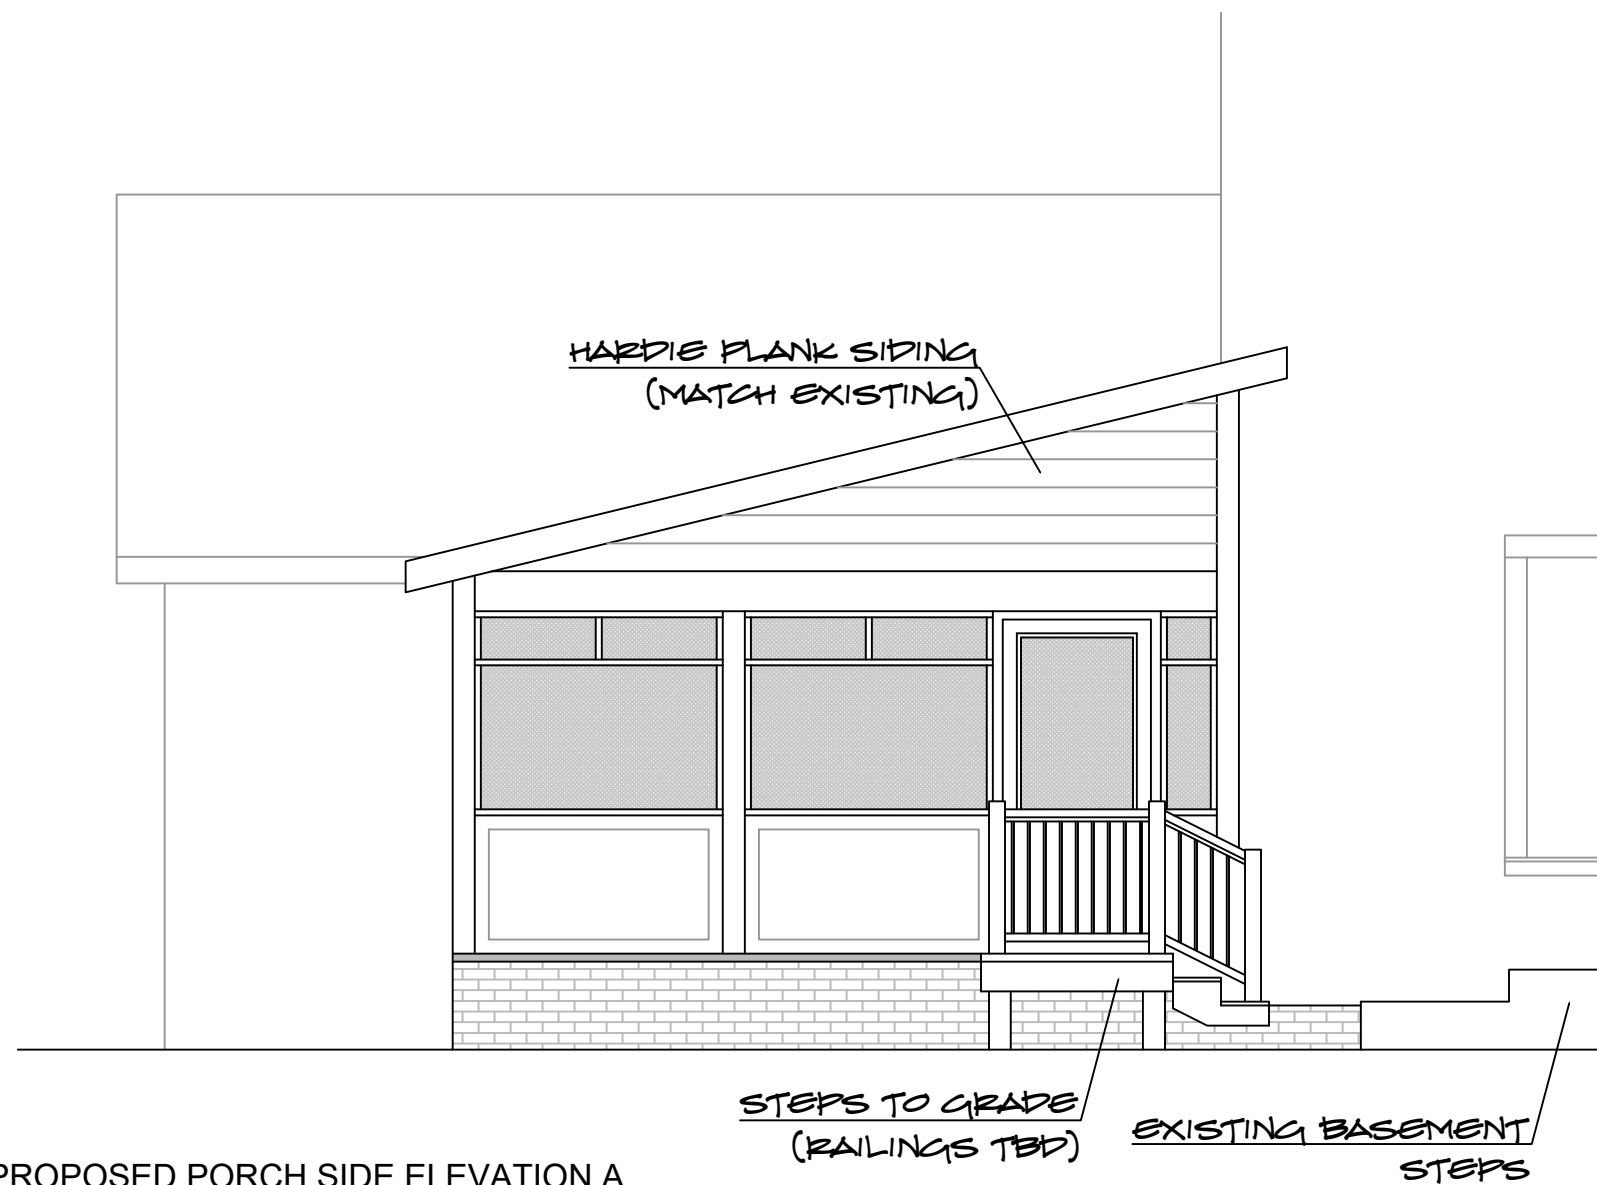 HARDIE PLANK SIDING
(MATCH EXISTING)
STEPS TO GRADE
(RAILINGS TBD)
EXISTING BASEMENT
STEPS
PROPOSED PORCH SIDE ELEVATION A